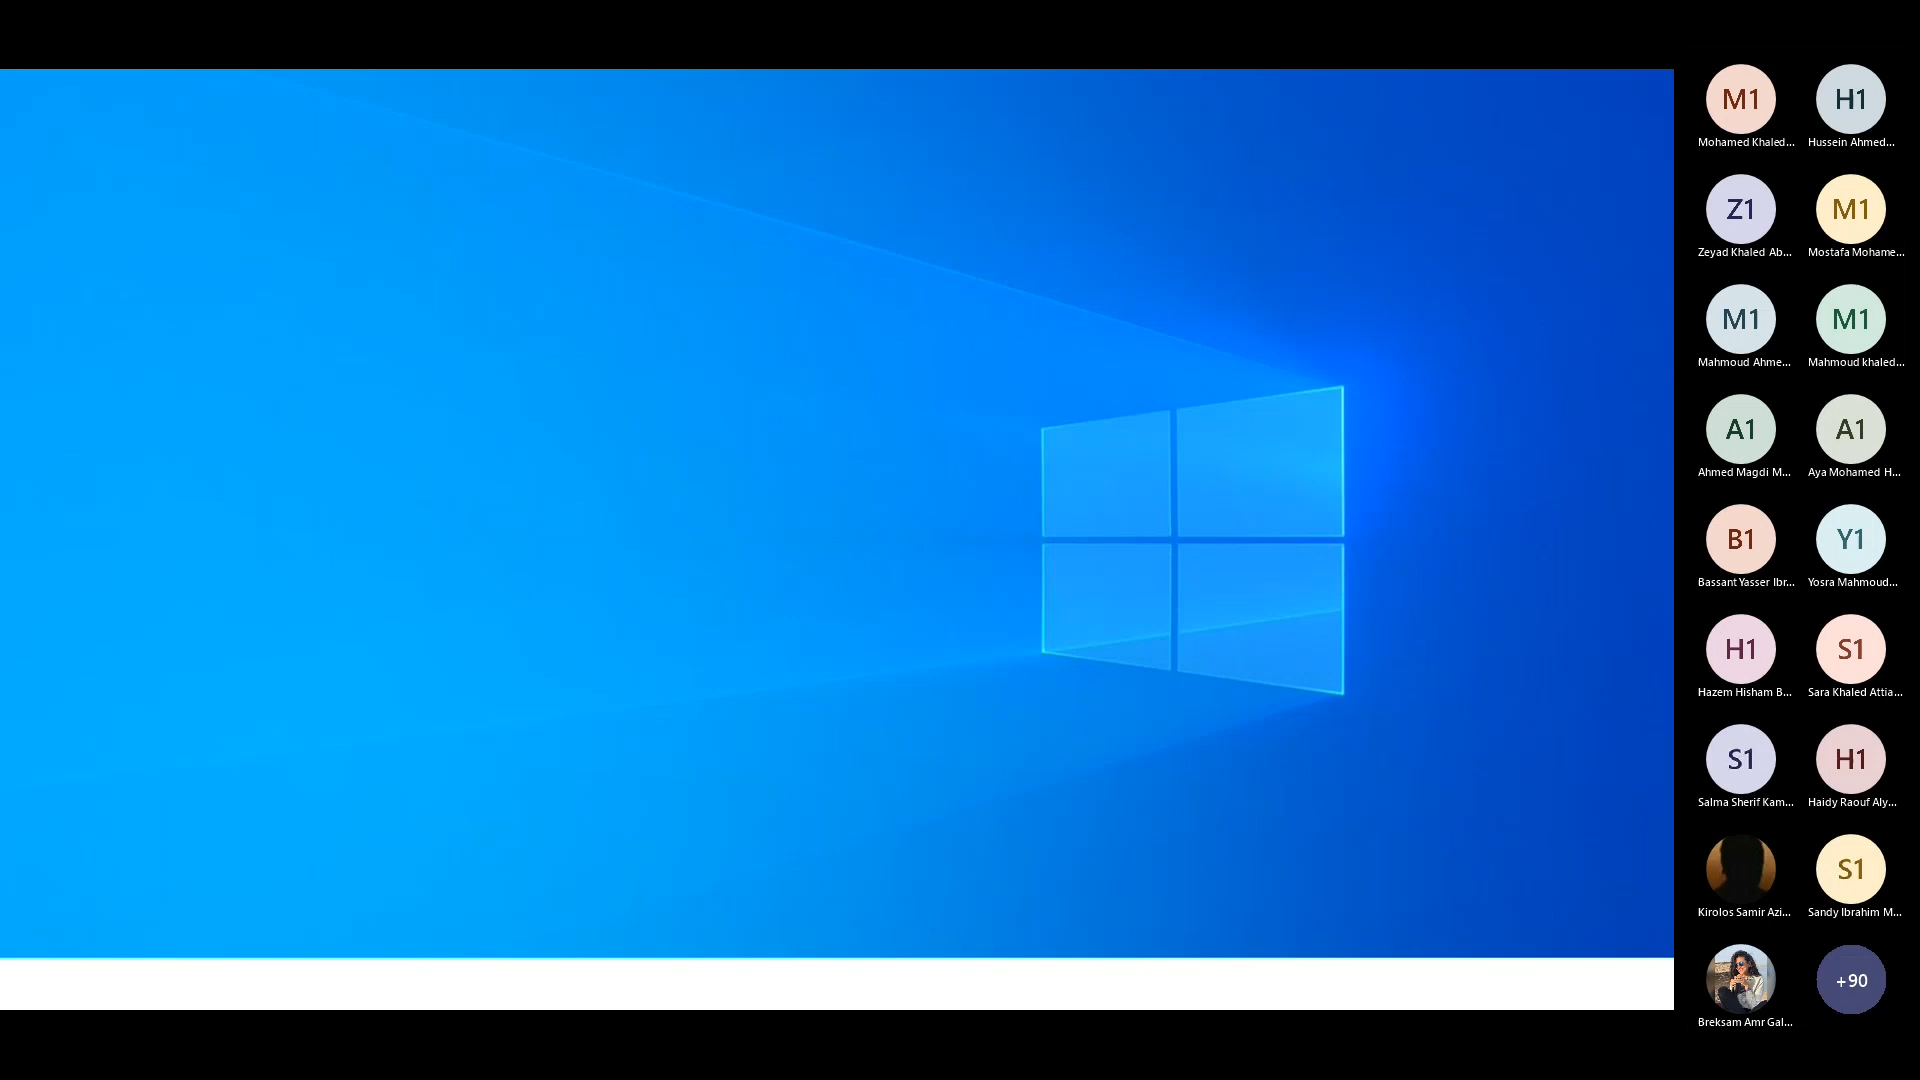 M1 H1
Mohamed Khaled... Hussein Ahmed...
Z1 M1
Zeyad Khaled Ab... Mostafa Mohame...
M1 M1
Mahmoud Ahme... Mahmoud khaled...
A1 A1
Ahmed Magdi M... Aya Mohamed H...
B1 Y1
Bassant Yasser Ibr... Yosra Mahmoud...
H1 S1
Hazem Hisham B... Sara Khaled Attia...
S1 H1
Salma Sherif Kam... Haidy Raouf Aly...
S1
Kirolos Samir Azi... Sandy Ibrahim M...
+90
Breksam Amr Gal...